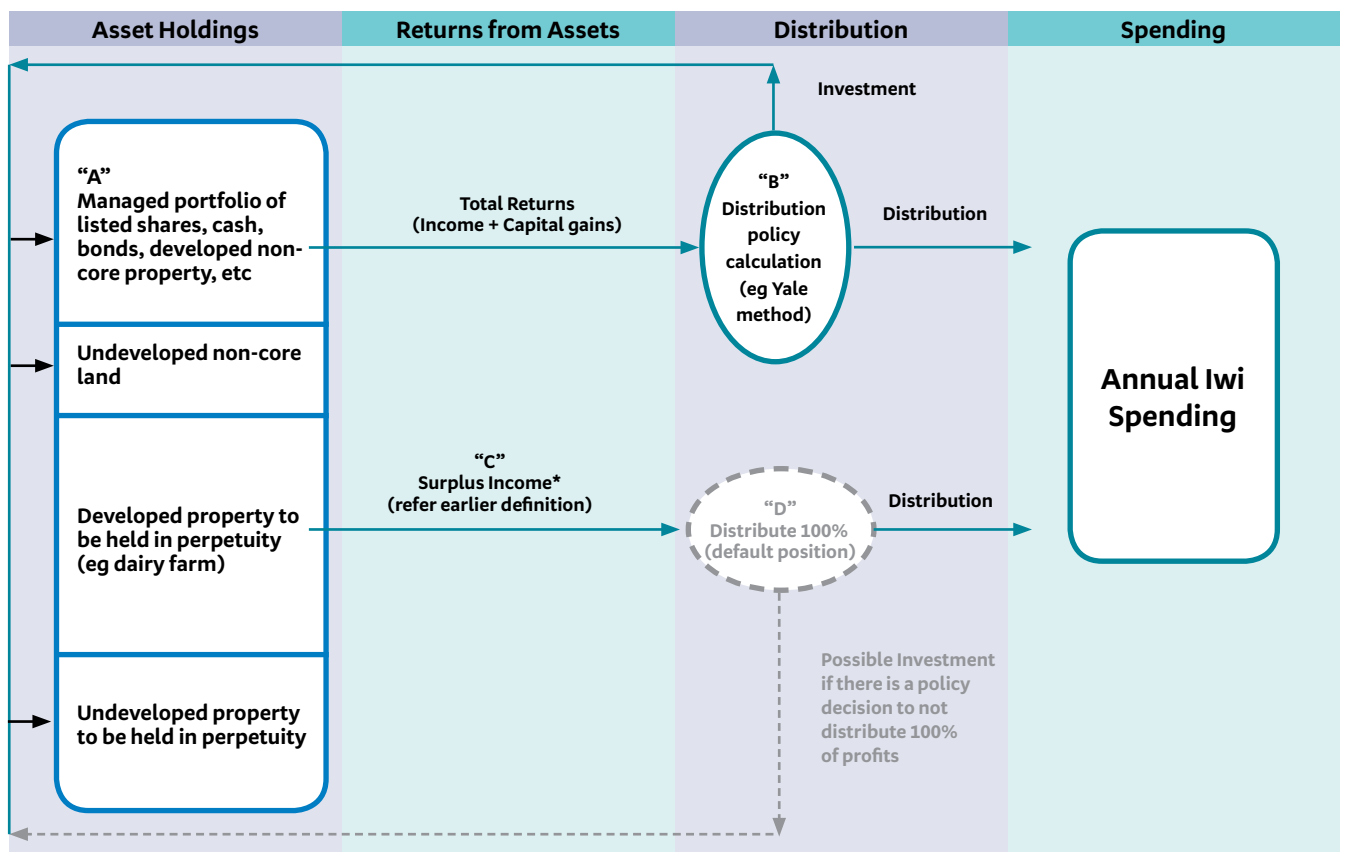 Asset Holdings
Returns from Assets
Distribution
Spending
Investment
“A”
Managed portfolio of
listed shares, cash,
bonds, developed non-
core property, etc
Total Returns
(Income + Capital gains)
“B”
Distribution
policy
calculation
(eg Yale
method)
Distribution
Undeveloped non-core
land
Annual Iwi
Spending
Developed property to
be held in perpetuity
(eg dairy farm)
“C”
Surplus Income*
(refer earlier definition)
“D”
Distribute 100%
(default position)
Distribution
Possible Investment
if there is a policy
decision to not
distribute 100%
of profits
Undeveloped property
to be held in perpetuity